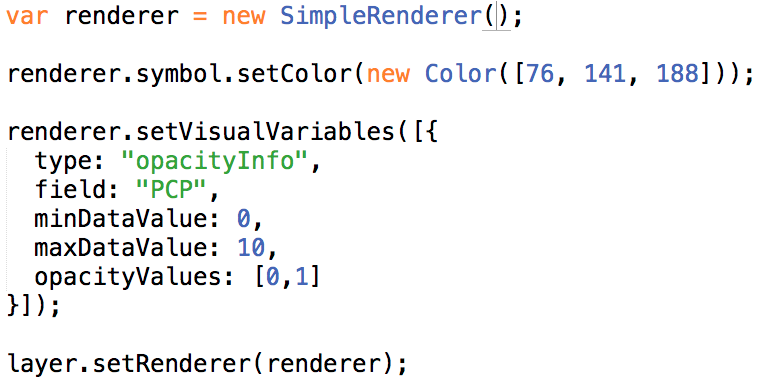 var renderer = new SimpleRenderer();
renderer.symbol.setColor(new Color([76, 141, 188]));
renderer.setVisualVariables([{
type: "opacityInfo",
field: "PCP",
minDataValue: 0,
maxDataValue: 10,
opacityValues: [0,1]
}]);
layer.setRenderer(renderer);